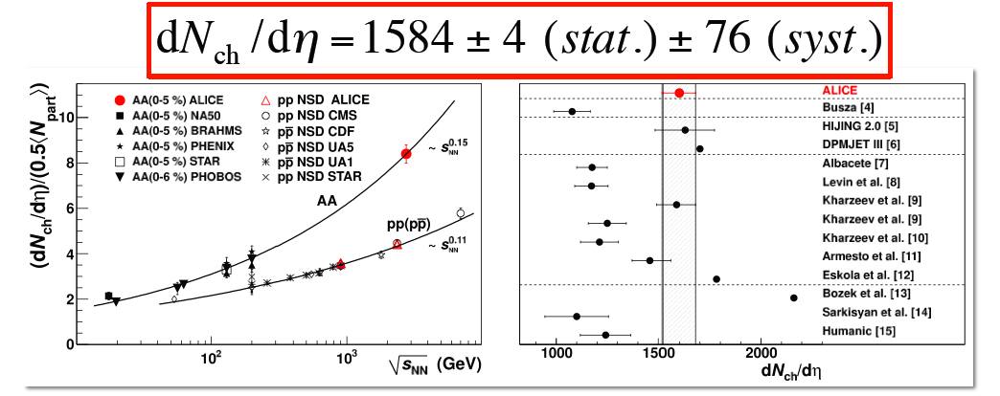 dN_ch/dη = 1584 ± 4 (stat.) ± 76 (syst.)
(dN_ch/dη)/(0.5⟨N_part⟩)
10
8
6
4
2
0
AA(0-5 %) ALICE
AA(0-5 %) NA50
AA(0-5 %) BRAHMS
AA(0-5 %) PHENIX
AA(0-5 %) STAR
AA(0-6 %) PHOBOS
pp NSD ALICE
pp NSD CMS
pp̅ NSD CDF
pp̅ NSD UA5
pp̅ NSD UA1
pp NSD STAR
~ s_NN^0.15
AA
pp(pp̅)
~ s_NN^0.11
10² 10³
√s_NN (GeV)
ALICE
Busza [4]
HIJING 2.0 [5]
DPMJET III [6]
Albacete [7]
Levin et al. [8]
Kharzeev et al. [9]
Kharzeev et al. [9]
Kharzeev et al. [10]
Armesto et al. [11]
Eskola et al. [12]
Bozek et al. [13]
Sarkisyan et al. [14]
Humanic [15]
1000 1500 2000
dN_ch/dη